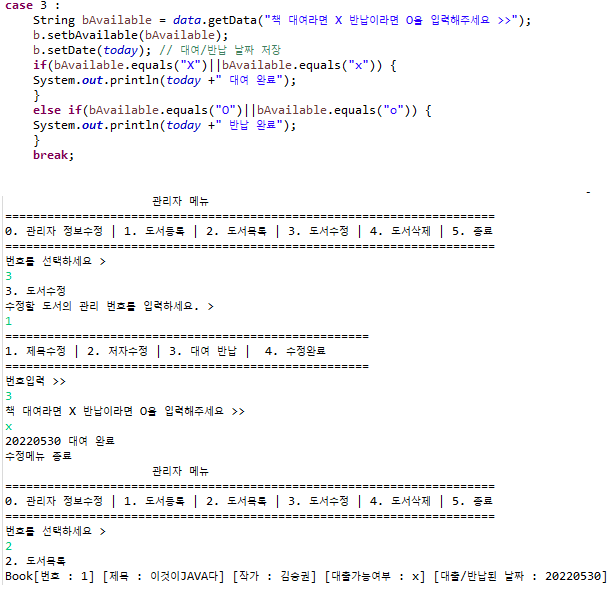 case 3 :
String bAvailable = data.getData("책 대여라면 X 반납이라면 O을 입력해주세요 >>");
b.setbAvailable(bAvailable);
b.setDate(today); // 대여/반납 날짜 저장
if(bAvailable.equals("X")||bAvailable.equals("x")) {
System.out.println(today +" 대여 완료");
}
else if(bAvailable.equals("O")||bAvailable.equals("o")) {
System.out.println(today +" 반납 완료");
}
break;
관리자 메뉴
======================================================================
0. 관리자 정보수정 | 1. 도서등록 | 2. 도서목록 | 3. 도서수정 | 4. 도서삭제 | 5. 종료
======================================================================
번호를 선택하세요 >
3
3. 도서수정
수정할 도서의 관리 번호를 입력하세요. >
1
====================================================
1. 제목수정 | 2. 저자수정 | 3. 대여 반납 |  4. 수정완료
====================================================
번호입력 >>
3
책 대여라면 X 반납이라면 O을 입력해주세요 >>
x
20220530 대여 완료
수정메뉴 종료
관리자 메뉴
======================================================================
0. 관리자 정보수정 | 1. 도서등록 | 2. 도서목록 | 3. 도서수정 | 4. 도서삭제 | 5. 종료
======================================================================
번호를 선택하세요 >
2
2. 도서목록
Book[번호 : 1] [제목 : 이것이JAVA다] [작가 : 김승권] [대출가능여부 : x] [대출/반납된 날짜 : 20220530]